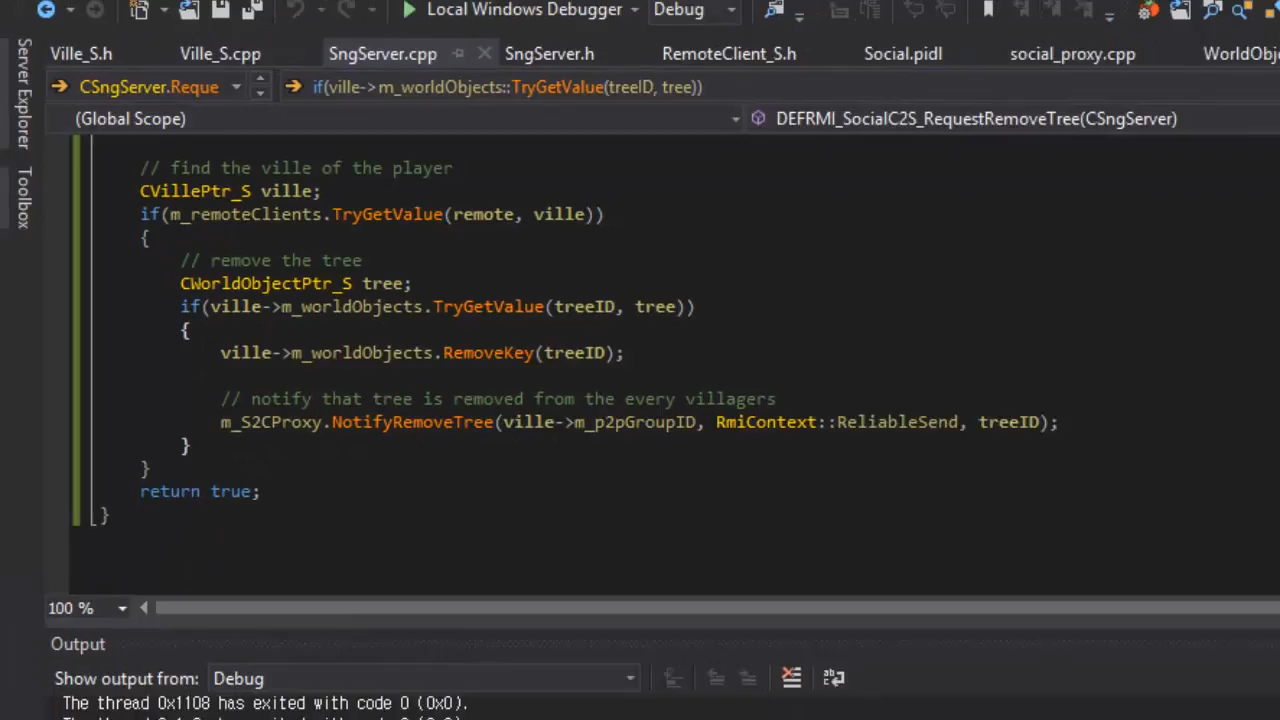 Local Windows Debugger Debug
Ville_S.h Ville_S.cpp SngServer.cpp SngServer.h RemoteClient_S.h Social.pidl social_proxy.cpp WorldObj
CSngServer.Reque if(ville->m_worldObjects::TryGetValue(treeID, tree))
(Global Scope) DEFRMI_SocialC2S_RequestRemoveTree(CSngServer)
Server Explorer
Toolbox
// find the ville of the player
CVillePtr_S ville;
if(m_remoteClients.TryGetValue(remote, ville))
{
// remove the tree
CWorldObjectPtr_S tree;
if(ville->m_worldObjects.TryGetValue(treeID, tree))
{
ville->m_worldObjects.RemoveKey(treeID);
// notify that tree is removed from the every villagers
m_S2CProxy.NotifyRemoveTree(ville->m_p2pGroupID, RmiContext::ReliableSend, treeID);
}
}
return true;
}
100 %
Output
Show output from: Debug
The thread 0x1108 has exited with code 0 (0x0).